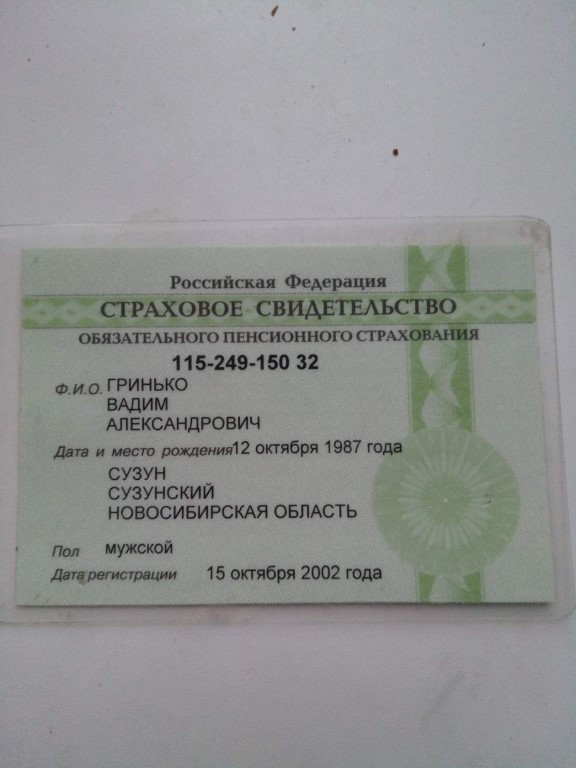 Российская Федерация
СТРАХОВОЕ СВИДЕТЕЛЬСТВО
ОБЯЗАТЕЛЬНОГО ПЕНСИОННОГО СТРАХОВАНИЯ
115-249-150 32
Ф.И.О. ГРИНЬКО
ВАДИМ
АЛЕКСАНДРОВИЧ
Дата и место рождения 12 октября 1987 года
СУЗУН
СУЗУНСКИЙ
НОВОСИБИРСКАЯ ОБЛАСТЬ
Пол мужской
Дата регистрации 15 октября 2002 года